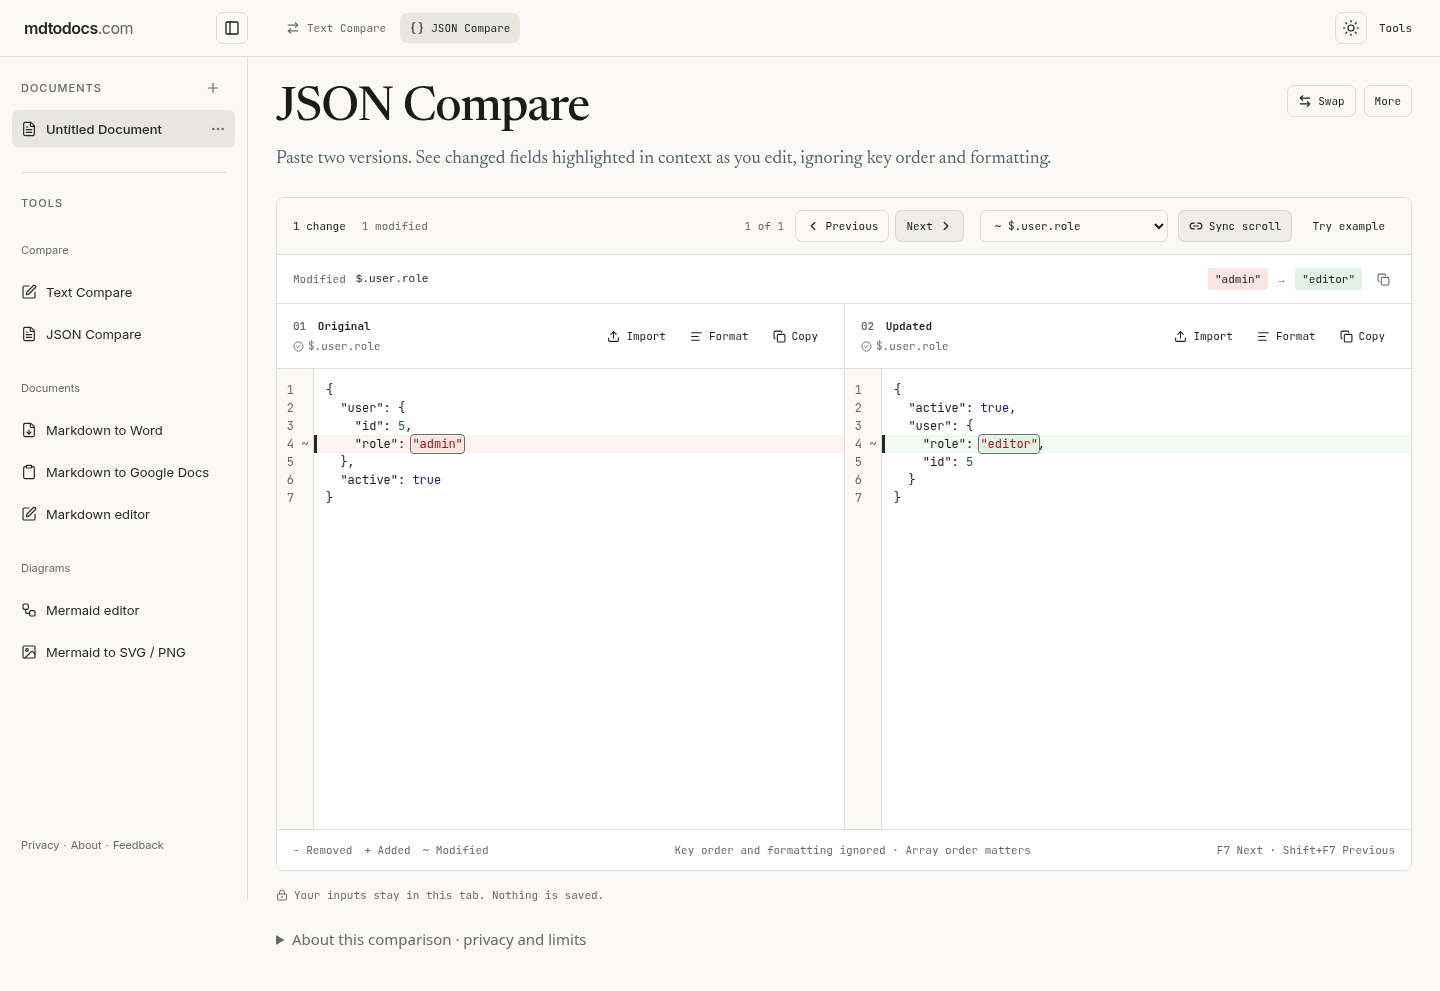 mdtodocs.com
Text Compare
{} JSON Compare
Tools
DOCUMENTS
Untitled Document
TOOLS
Compare
Text Compare
JSON Compare
Documents
Markdown to Word
Markdown to Google Docs
Markdown editor
Diagrams
Mermaid editor
Mermaid to SVG / PNG
Privacy · About · Feedback
JSON Compare
Swap
More
Paste two versions. See changed fields highlighted in context as you edit, ignoring key order and formatting.
1 change 1 modified
1 of 1
Previous
Next
~ $.user.role
Sync scroll
Try example
Modified $.user.role
"admin" → "editor"
01 Original
$.user.role
Import
Format
Copy
1 {
2 "user": {
3 "id": 5,
4 ~ "role": "admin"
5 },
6 "active": true
7 }
02 Updated
$.user.role
Import
Format
Copy
1 {
2 "active": true,
3 "user": {
4 ~ "role": "editor",
5 "id": 5
6 }
7 }
- Removed + Added ~ Modified
Key order and formatting ignored · Array order matters
F7 Next · Shift+F7 Previous
Your inputs stay in this tab. Nothing is saved.
About this comparison · privacy and limits